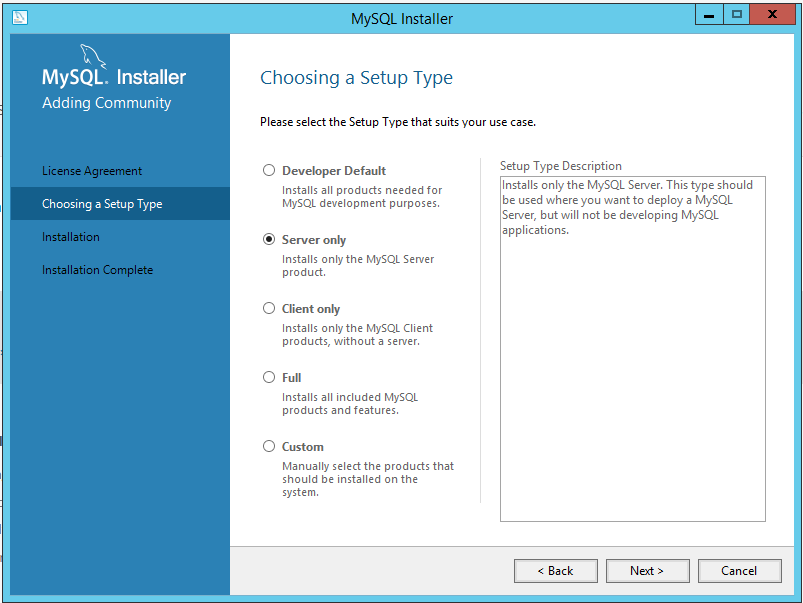 MySQL Installer
MySQL. Installer
Adding Community
License Agreement
Choosing a Setup Type
Installation
Installation Complete
Choosing a Setup Type
Please select the Setup Type that suits your use case.
Developer Default
Installs all products needed for
MySQL development purposes.
Server only
Installs only the MySQL Server
product.
Client only
Installs only the MySQL Client
products, without a server.
Full
Installs all included MySQL
products and features.
Custom
Manually select the products that
should be installed on the
system.
Setup Type Description
Installs only the MySQL Server. This type should
be used where you want to deploy a MySQL
Server, but will not be developing MySQL
applications.
< Back
Next >
Cancel